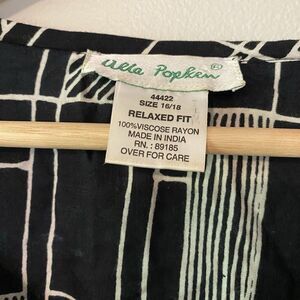 Ulla Popken®
44422
SIZE 16/18
RELAXED FIT
100%VISCOSE RAYON
MADE IN INDIA
RN. : 89185
OVER FOR CARE